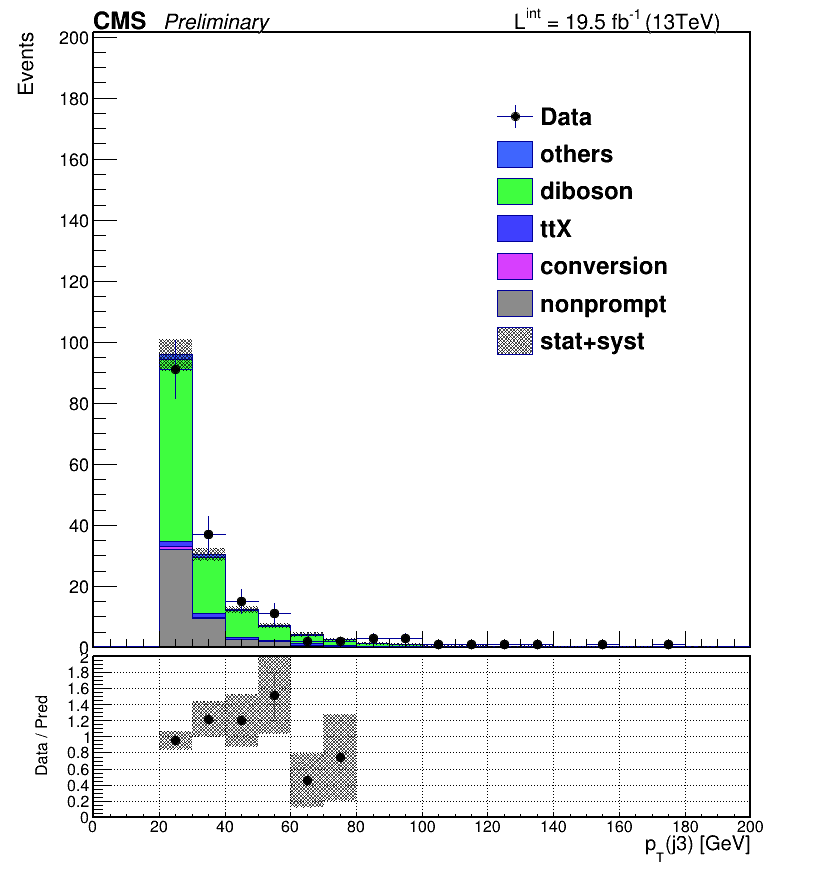 CMS Preliminary L^int = 19.5 fb^-1 (13TeV)
Events
200
180
160
140
120
100
80
60
40
20
0
Data
others
diboson
ttX
conversion
nonprompt
stat+syst
Data / Pred
2
1.8
1.6
1.4
1.2
1
0.8
0.6
0.4
0.2
0
0 20 40 60 80 100 120 140 160 180 200
p_T(j3) [GeV]